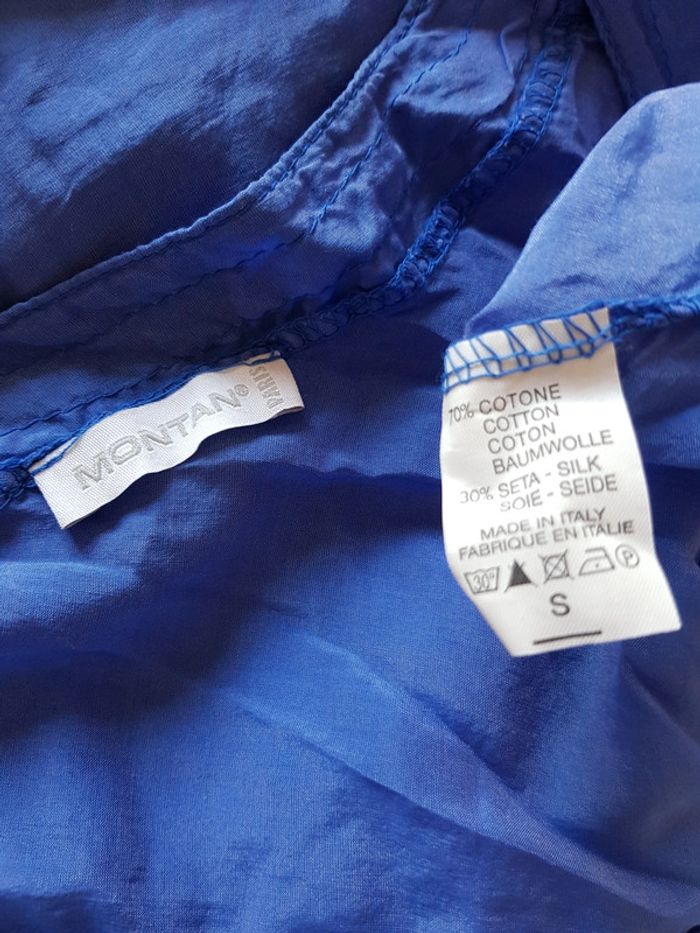 MONTAN®
PARIS
70% COTONE
COTTON
COTON
BAUMWOLLE
30% SETA - SILK
SOIE - SEIDE
MADE IN ITALY
FABRIQUE EN ITALIE
30° P
S